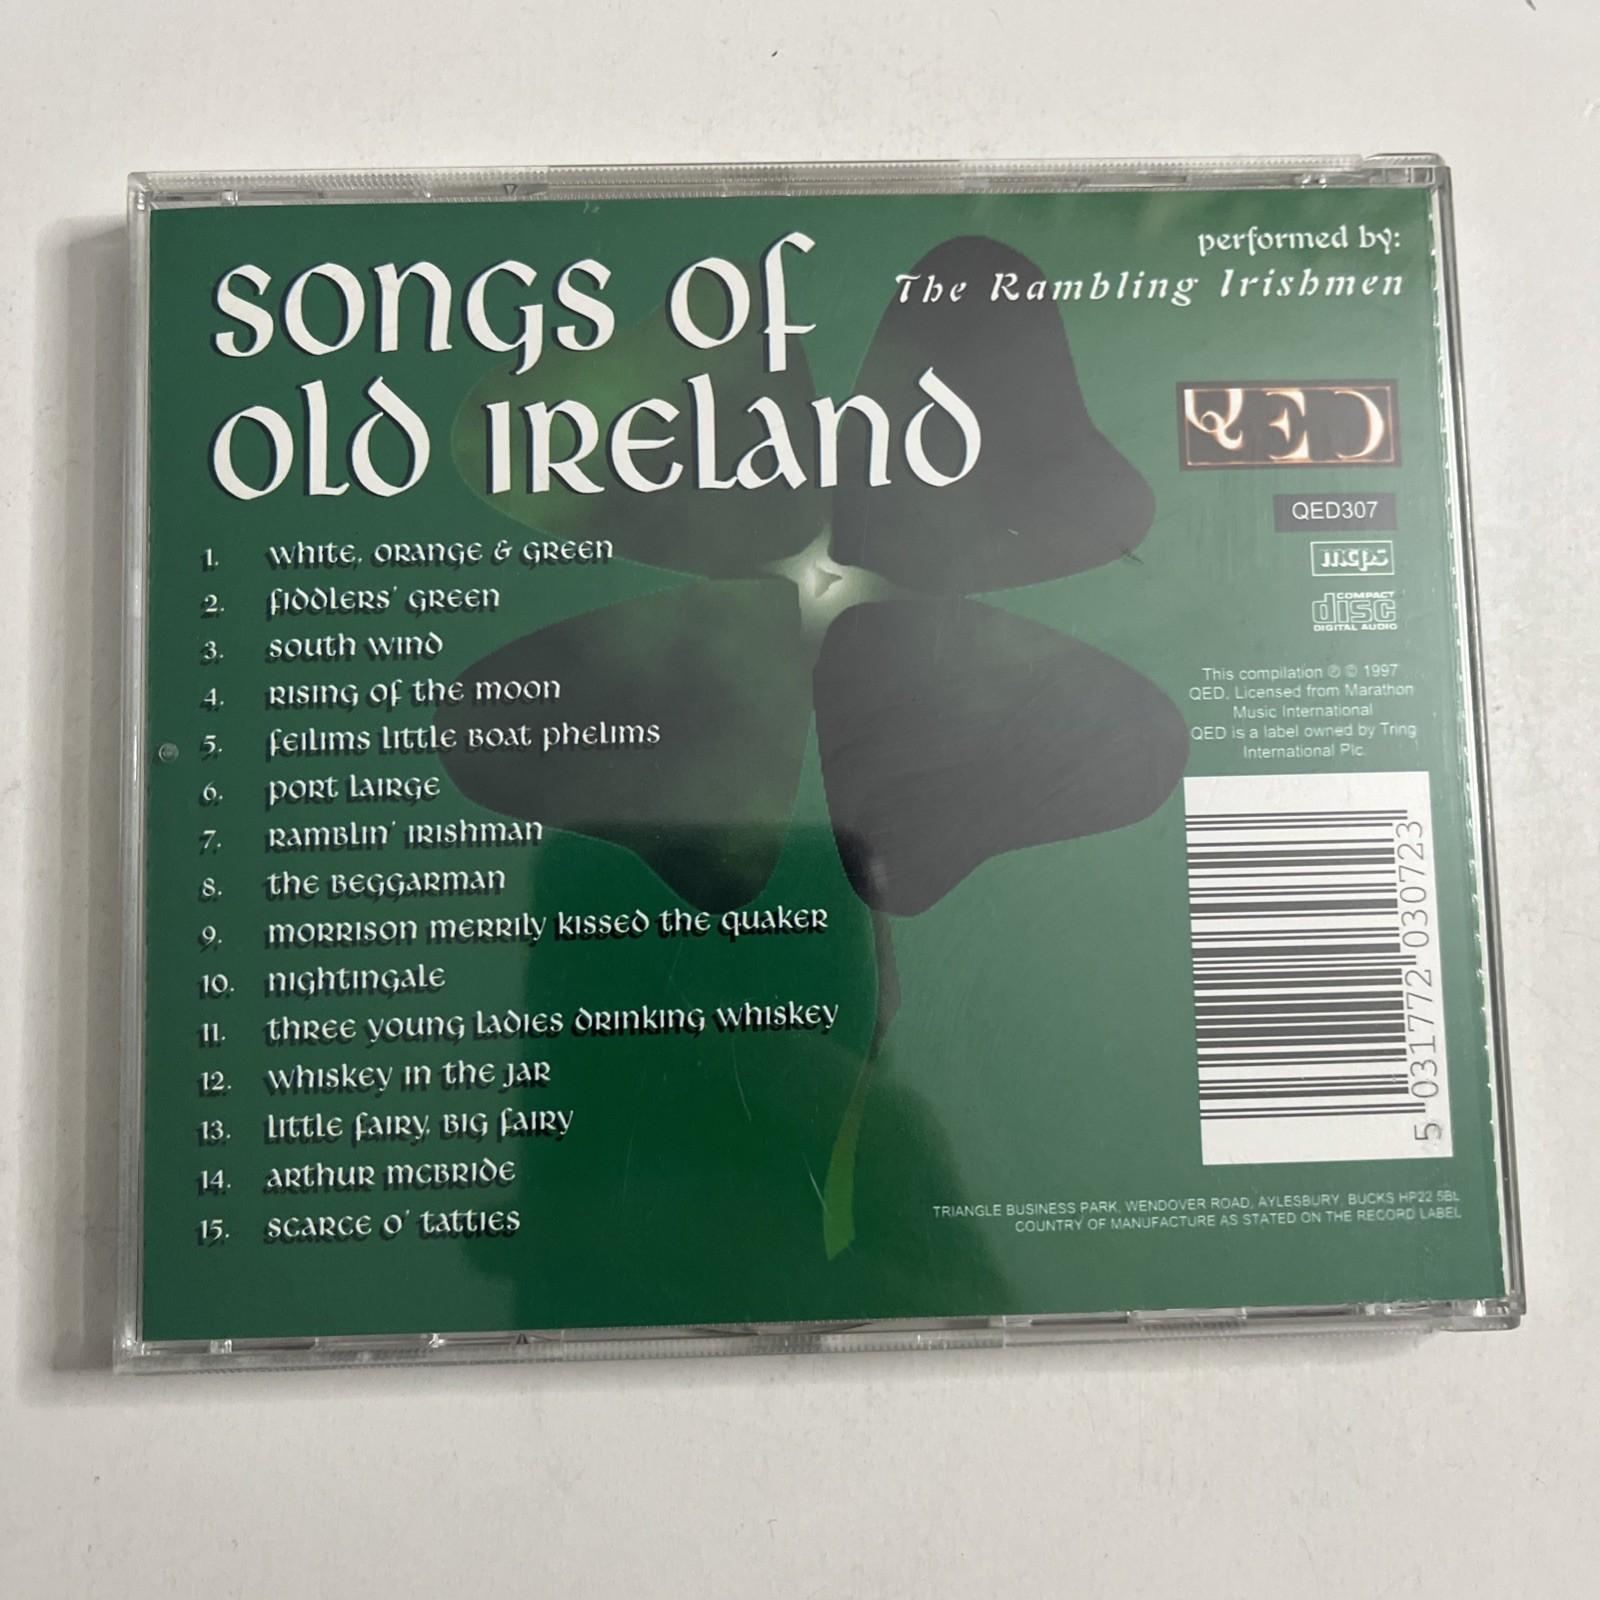 songs of
old ireland
performed by:
The Rambling Irishmen
QED
QED307
mcps
COMPACT
disc
DIGITAL AUDIO
1. white, orange & green
2. fiddlers' green
3. south wind
4. rising of the moon
5. feilims little boat phelims
6. port lairge
7. ramblin' irishman
8. the beggarman
9. morrison merrily kissed the quaker
10. nightingale
11. three young ladies drinking whiskey
12. whiskey in the jar
13. little fairy, big fairy
14. arthur mcbride
15. scarce o' tatties
This compilation ℗ © 1997
QED. Licensed from Marathon
Music International
QED is a label owned by Tring
International Plc.
5 031772 030723
TRIANGLE BUSINESS PARK, WENDOVER ROAD, AYLESBURY, BUCKS HP22 5BL
COUNTRY OF MANUFACTURE AS STATED ON THE RECORD LABEL